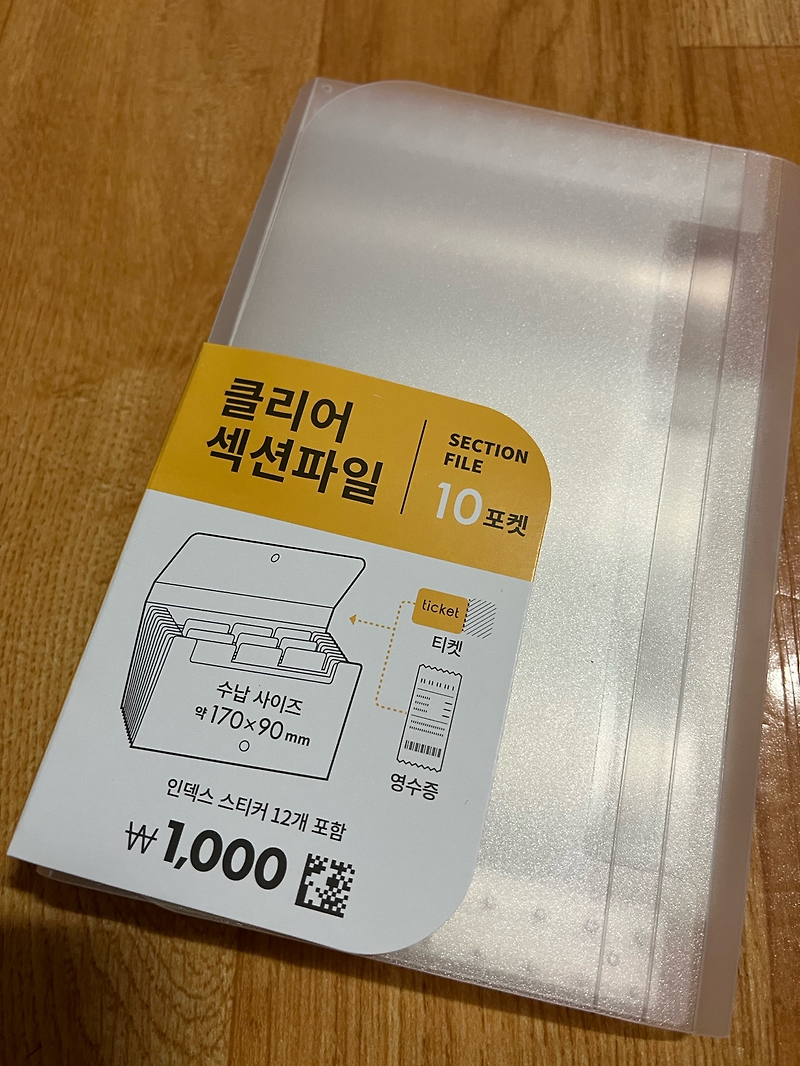 클리어
섹션파일
SECTION
FILE
10포켓
ticket
티켓
수납 사이즈
약 170×90mm
영수증
인덱스 스티커 12개 포함
₩1,000